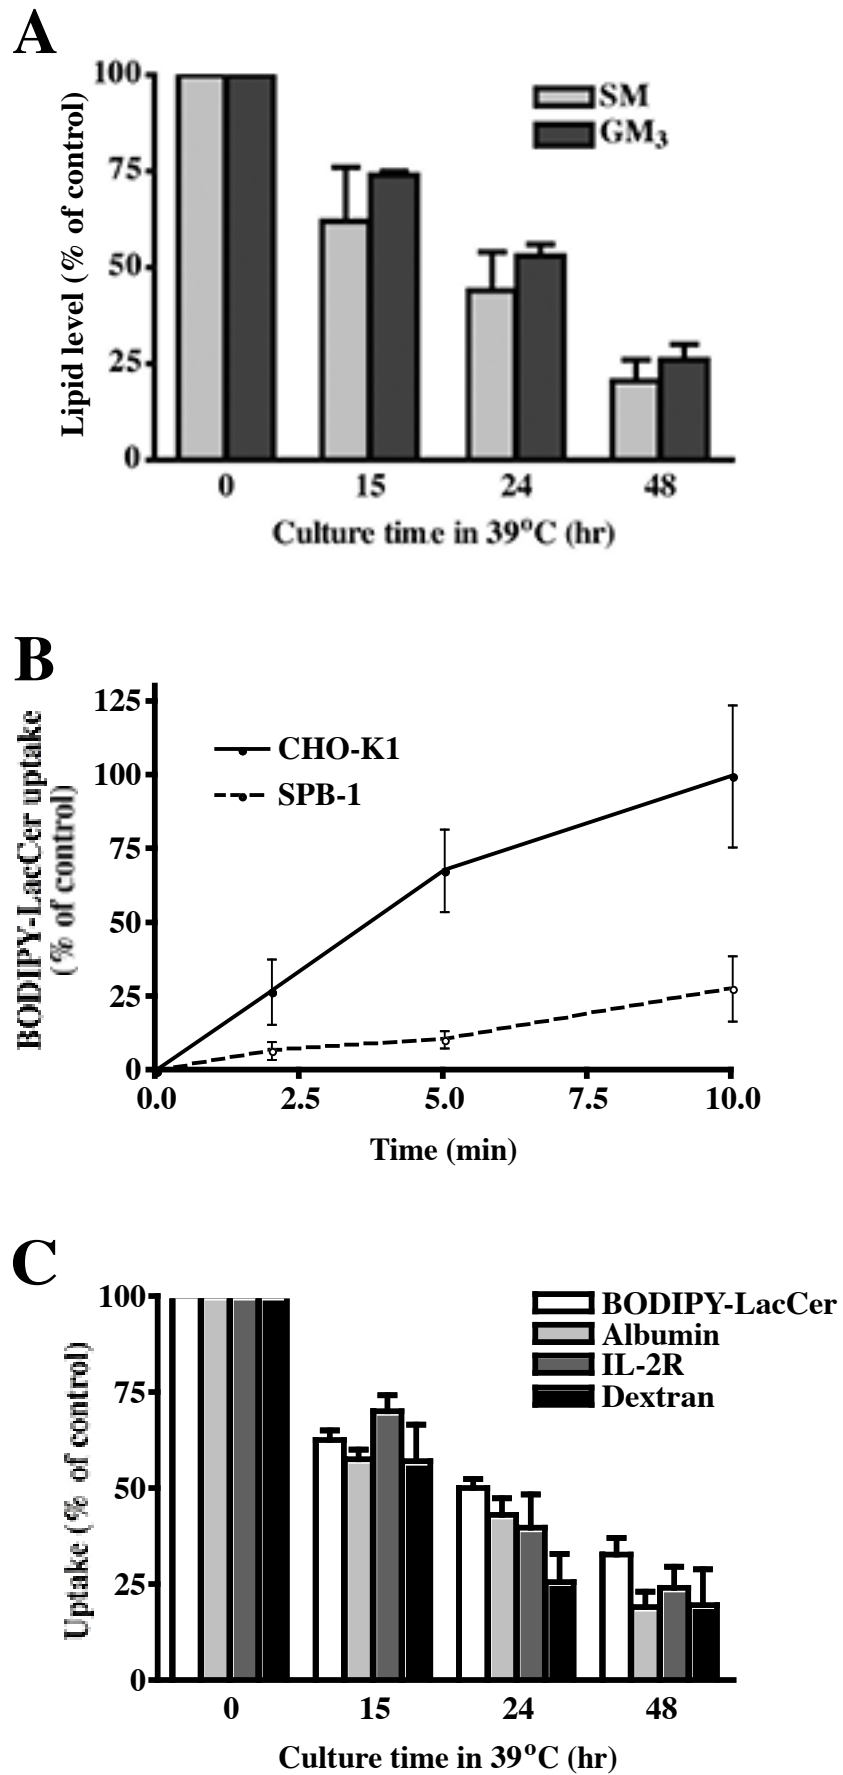 A
Lipid level (% of control)
100
75
50
25
0
SM
GM₃
0 15 24 48
Culture time in 39°C (hr)
B
BODIPY-LacCer uptake
(% of control)
125
100
75
50
25
0
CHO-K1
SPB-1
0.0 2.5 5.0 7.5 10.0
Time (min)
C
Uptake (% of control)
100
75
50
25
0
BODIPY-LacCer
Albumin
IL-2R
Dextran
0 15 24 48
Culture time in 39°C (hr)